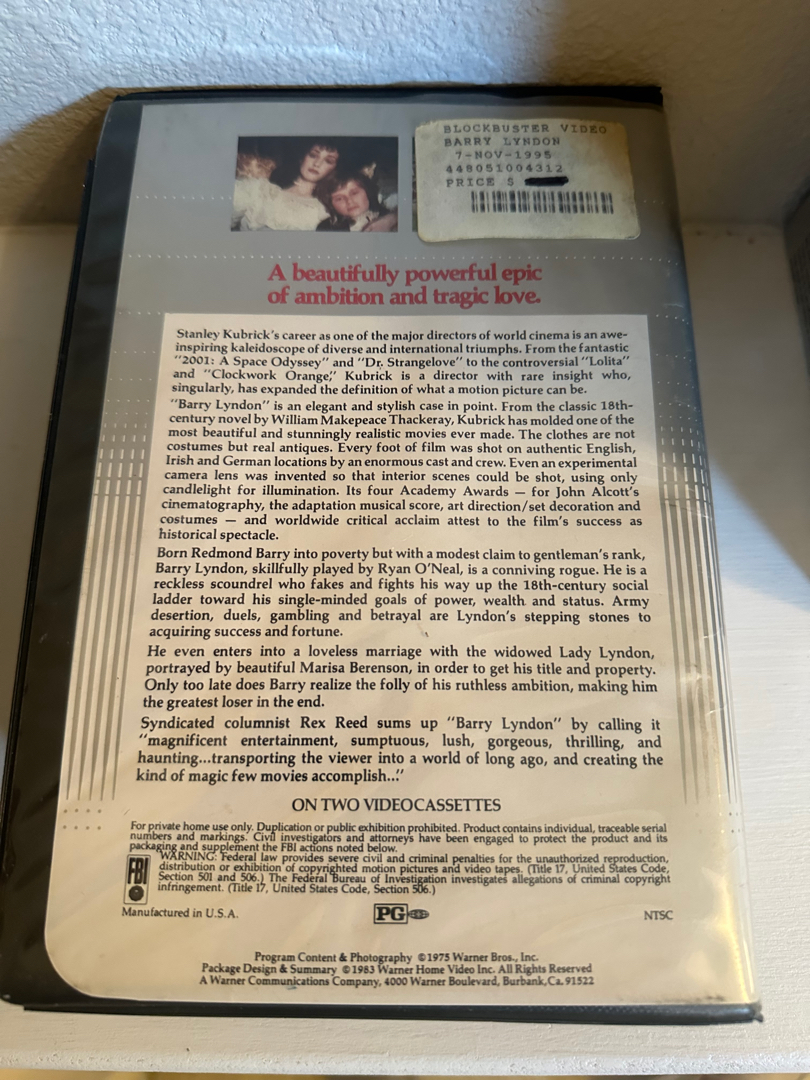 BLOCKBUSTER VIDEO
BARRY LYNDON
7-NOV-1995
448051004312
PRICE $
A beautifully powerful epic
of ambition and tragic love.
Stanley Kubrick's career as one of the major directors of world cinema is an awe-
inspiring kaleidoscope of diverse and international triumphs. From the fantastic
"2001: A Space Odyssey" and "Dr. Strangelove" to the controversial "Lolita"
and "Clockwork Orange," Kubrick is a director with rare insight who,
singularly, has expanded the definition of what a motion picture can be.
"Barry Lyndon" is an elegant and stylish case in point. From the classic 18th-
century novel by William Makepeace Thackeray, Kubrick has molded one of the
most beautiful and stunningly realistic movies ever made. The clothes are not
costumes but real antiques. Every foot of film was shot on authentic English,
Irish and German locations by an enormous cast and crew. Even an experimental
camera lens was invented so that interior scenes could be shot, using only
candlelight for illumination. Its four Academy Awards — for John Alcott's
cinematography, the adaptation musical score, art direction/set decoration and
costumes — and worldwide critical acclaim attest to the film's success as
historical spectacle.
Born Redmond Barry into poverty but with a modest claim to gentleman's rank,
Barry Lyndon, skillfully played by Ryan O'Neal, is a conniving rogue. He is a
reckless scoundrel who fakes and fights his way up the 18th-century social
ladder toward his single-minded goals of power, wealth and status. Army
desertion, duels, gambling and betrayal are Lyndon's stepping stones to
acquiring success and fortune.
He even enters into a loveless marriage with the widowed Lady Lyndon,
portrayed by beautiful Marisa Berenson, in order to get his title and property.
Only too late does Barry realize the folly of his ruthless ambition, making him
the greatest loser in the end.
Syndicated columnist Rex Reed sums up "Barry Lyndon" by calling it
"magnificent entertainment, sumptuous, lush, gorgeous, thrilling, and
haunting...transporting the viewer into a world of long ago, and creating the
kind of magic few movies accomplish..."
ON TWO VIDEOCASSETTES
For private home use only. Duplication or public exhibition prohibited. Product contains individual, traceable serial
numbers and markings. Civil investigators and attorneys have been engaged to protect the product and its
packaging and supplement the FBI actions noted below.
FBI
WARNING: Federal law provides severe civil and criminal penalties for the unauthorized reproduction,
distribution or exhibition of copyrighted motion pictures and video tapes. (Title 17, United States Code,
Section 501 and 506.) The Federal Bureau of Investigation investigates allegations of criminal copyright
infringement. (Title 17, United States Code, Section 506.)
Manufactured in U.S.A.
PG
NTSC
Program Content & Photography ©1975 Warner Bros., Inc.
Package Design & Summary ©1983 Warner Home Video Inc. All Rights Reserved
A Warner Communications Company, 4000 Warner Boulevard, Burbank, Ca. 91522